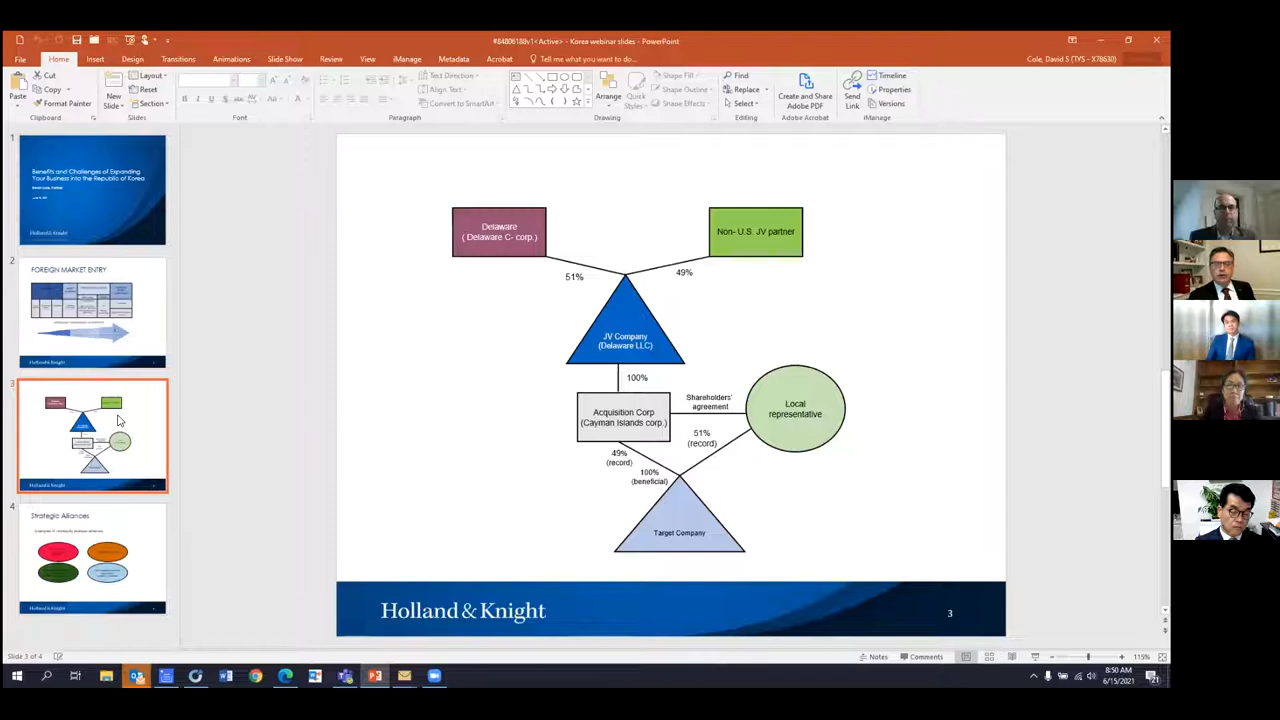 #84806188v1<Active> - Korea webinar slides - PowerPoint
File Home Insert Design Transitions Animations Slide Show Review View iManage Metadata Acrobat Tell me what you want to do... Cole, David S (TYS - X78630)
Paste
Cut
Copy
Format Painter
Clipboard
New
Slide
Layout
Reset
Section
Slides
Font
Text Direction
Align Text
Convert to SmartArt
Paragraph
Arrange
Quick
Styles
Shape Fill
Shape Outline
Shape Effects
Drawing
Find
Replace
Select
Editing
Create and Share
Adobe PDF
Adobe Acrobat
Send
Link
Timeline
Properties
Versions
iManage
1
Benefits and Challenges of Expanding
Your Business into the Republic of Korea
Holland & Knight
2
FOREIGN MARKET ENTRY
Holland & Knight
3
Holland & Knight
4
Strategic Alliances
Holland & Knight
Delaware
( Delaware C- corp.)
Non- U.S. JV partner
51%
49%
JV Company
(Delaware LLC)
100%
Acquisition Corp
(Cayman Islands corp.)
Shareholders'
agreement
Local
representative
51%
(record)
49%
(record)
100%
(beneficial)
Target Company
Holland & Knight
3
Slide 3 of 4
Notes Comments 115%
8:50 AM
6/15/2021
21